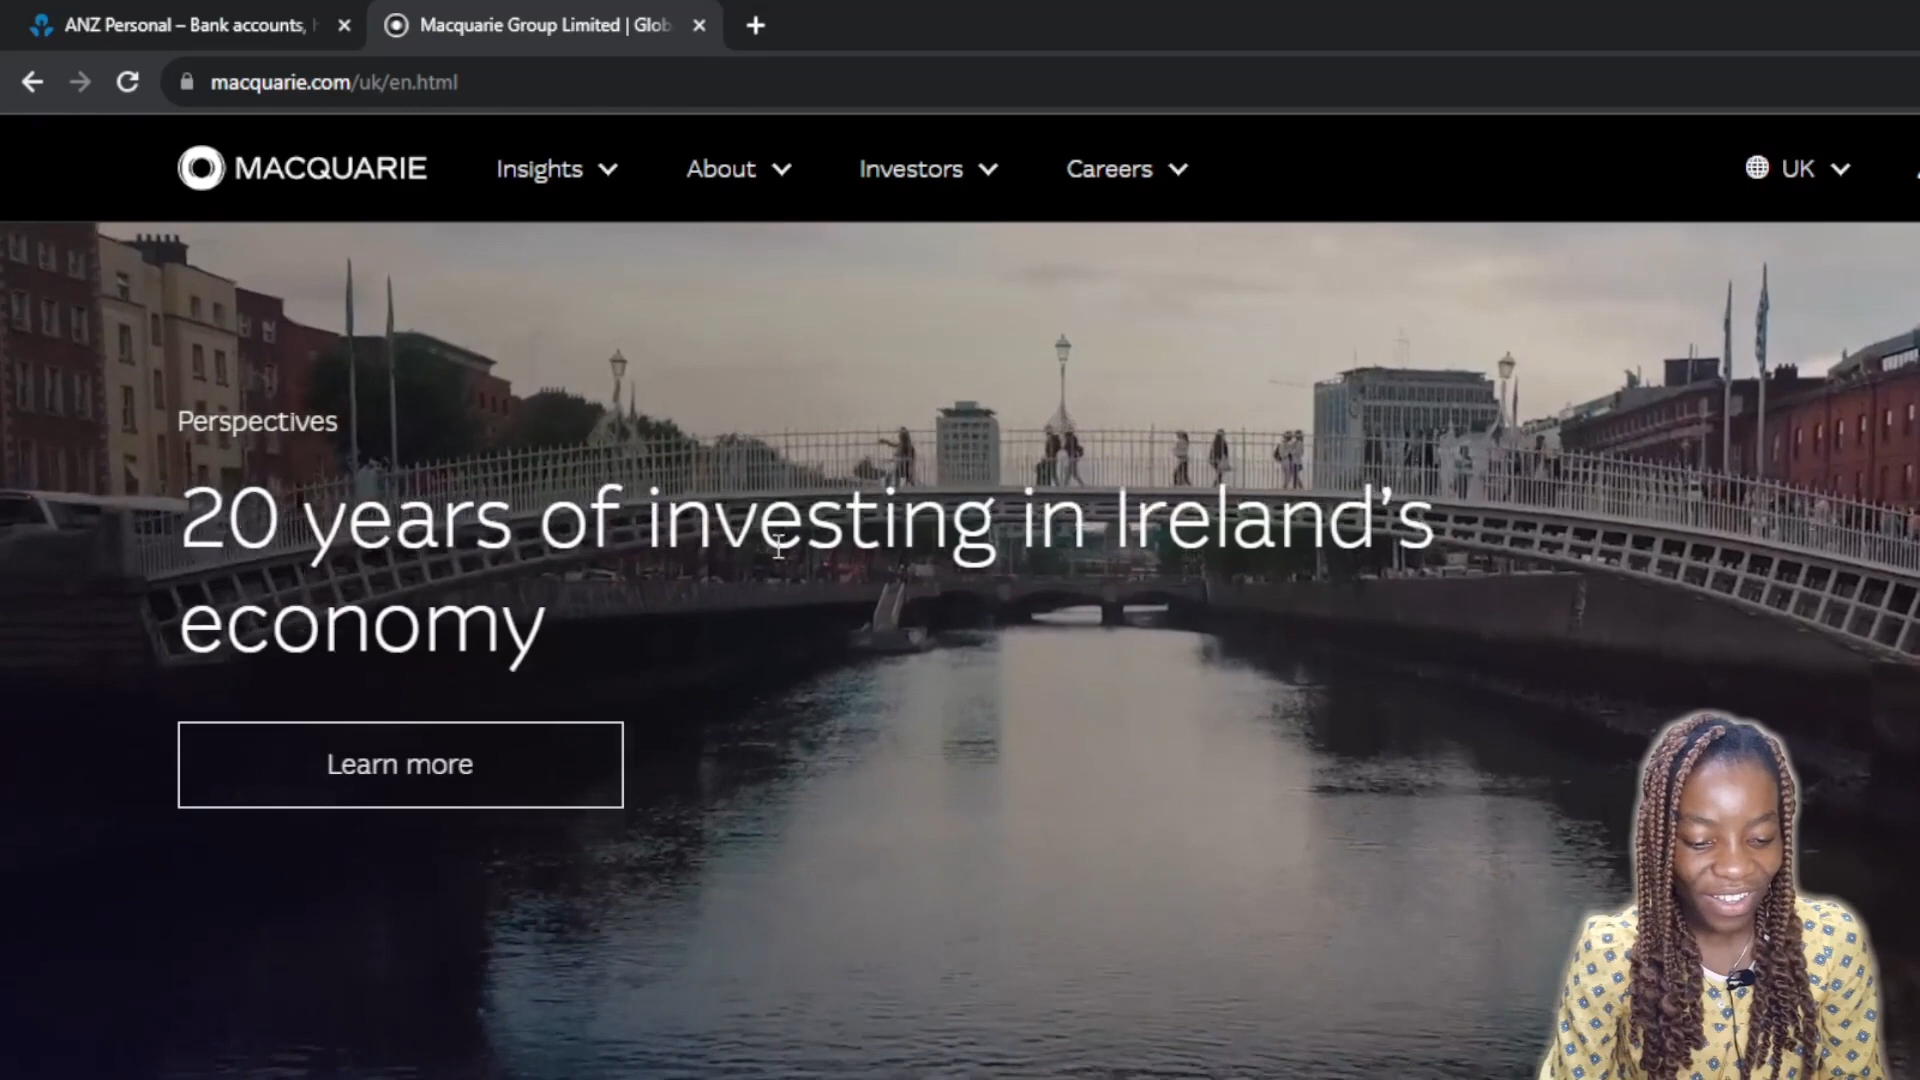 ANZ Personal – Bank accounts,
Macquarie Group Limited | Glob
macquarie.com/uk/en.html
MACQUARIE
Insights
About
Investors
Careers
UK
Perspectives
20 years of investing in Ireland's
economy
Learn more